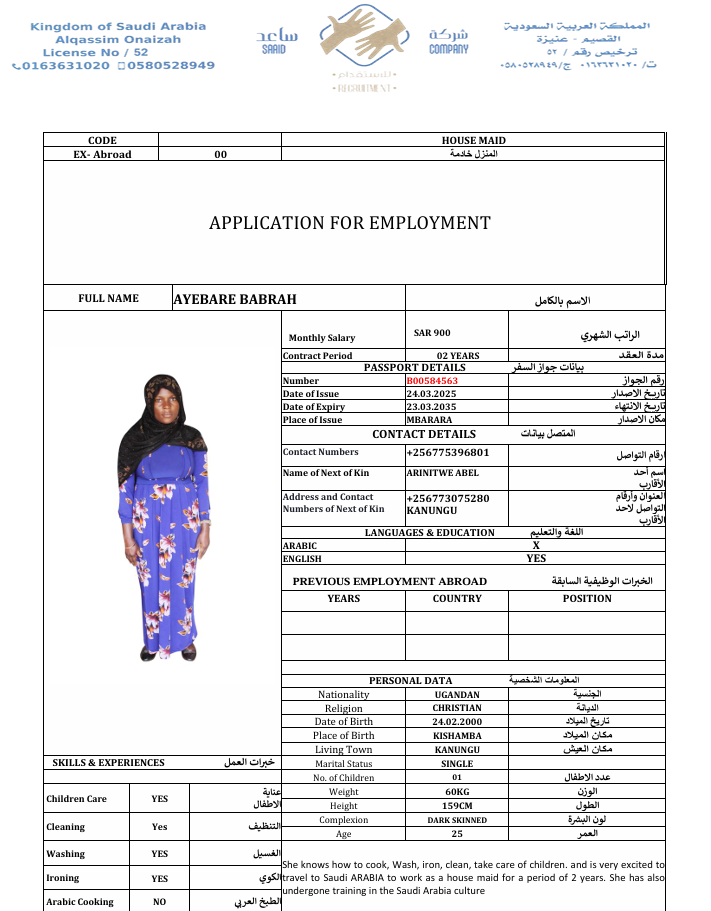 Kingdom of Saudi Arabia
Alqassim Onaizah
License No / 52
0163631020 0580528949
ساعد
SAAID
شركة
COMPANY
للاستقدام
RECRUITMENT
المملكة العربية السعودية
القصيم - عنيزة
ترخيص رقم / ٥٢
ت/ ٠١٦٣٦٣١٠٢٠ ج/ ٠٥٨٠٥٢٨٩٤٩
CODE HOUSE MAID
EX- Abroad 00 المنزل خادمة
APPLICATION FOR EMPLOYMENT
FULL NAME AYEBARE BABRAH الاسم بالكامل
Monthly Salary SAR 900 الراتب الشهري
Contract Period 02 YEARS مدة العقد
PASSPORT DETAILS بيانات جواز السفر
Number B00584563 رقم الجواز
Date of Issue 24.03.2025 تاريخ الاصدار
Date of Expiry 23.03.2035 تاريخ الانتهاء
Place of Issue MBARARA مكان الاصدار
CONTACT DETAILS المتصل بيانات
Contact Numbers +256775396801 ارقام التواصل
Name of Next of Kin ARINITWE ABEL اسم أحد
الأقارب
Address and Contact +256773075280 العنوان وأرقام
Numbers of Next of Kin KANUNGU التواصل لاحد
الأقارب
LANGUAGES & EDUCATION اللغة والتعليم
ARABIC X
ENGLISH YES
PREVIOUS EMPLOYMENT ABROAD الخبرات الوظيفية السابقة
YEARS COUNTRY POSITION
PERSONAL DATA المعلومات الشخصية
Nationality UGANDAN الجنسية
Religion CHRISTIAN الديانة
Date of Birth 24.02.2000 تاريخ الميلاد
Place of Birth KISHAMBA مكان الميلاد
Living Town KANUNGU مكان العيش
Marital Status SINGLE
No. of Children 01 عدد الاطفال
Weight 60KG الوزن
Height 159CM الطول
Complexion DARK SKINNED لون البشرة
Age 25 العمر
SKILLS & EXPERIENCES خبرات العمل
Children Care YES عناية
الاطفال
Cleaning Yes التنظيف
Washing YES الغسيل
Ironing YES الكوي
Arabic Cooking NO الطبخ العربي
She knows how to cook, Wash, iron, clean, take care of children. and is very excited to
travel to Saudi ARABIA to work as a house maid for a period of 2 years. She has also
undergone training in the Saudi Arabia culture